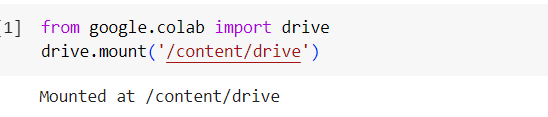 [1] from google.colab import drive
drive.mount('/content/drive')
Mounted at /content/drive